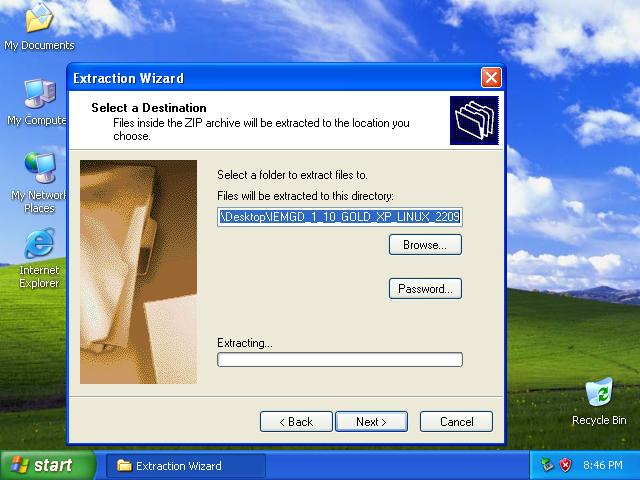 My Documents
My Compute
My Network
Places
Internet
Explorer
Extraction Wizard
Select a Destination
Files inside the ZIP archive will be extracted to the location you
choose.
Select a folder to extract files to.
Files will be extracted to this directory:
\Desktop\IEMGD_1_10_GOLD_XP_LINUX_2209
Browse...
Password...
Extracting...
< Back
Next >
Cancel
Recycle Bin
start
Extraction Wizard
8:46 PM